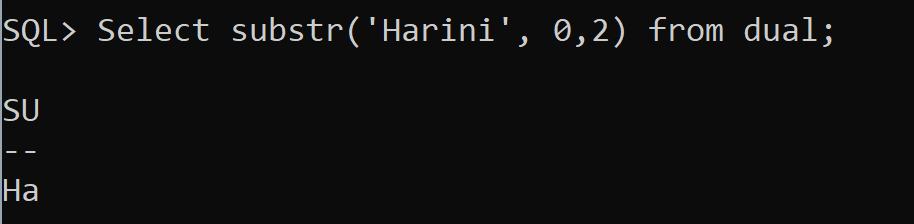 SQL> Select substr('Harini', 0,2) from dual;
SU
--
Ha